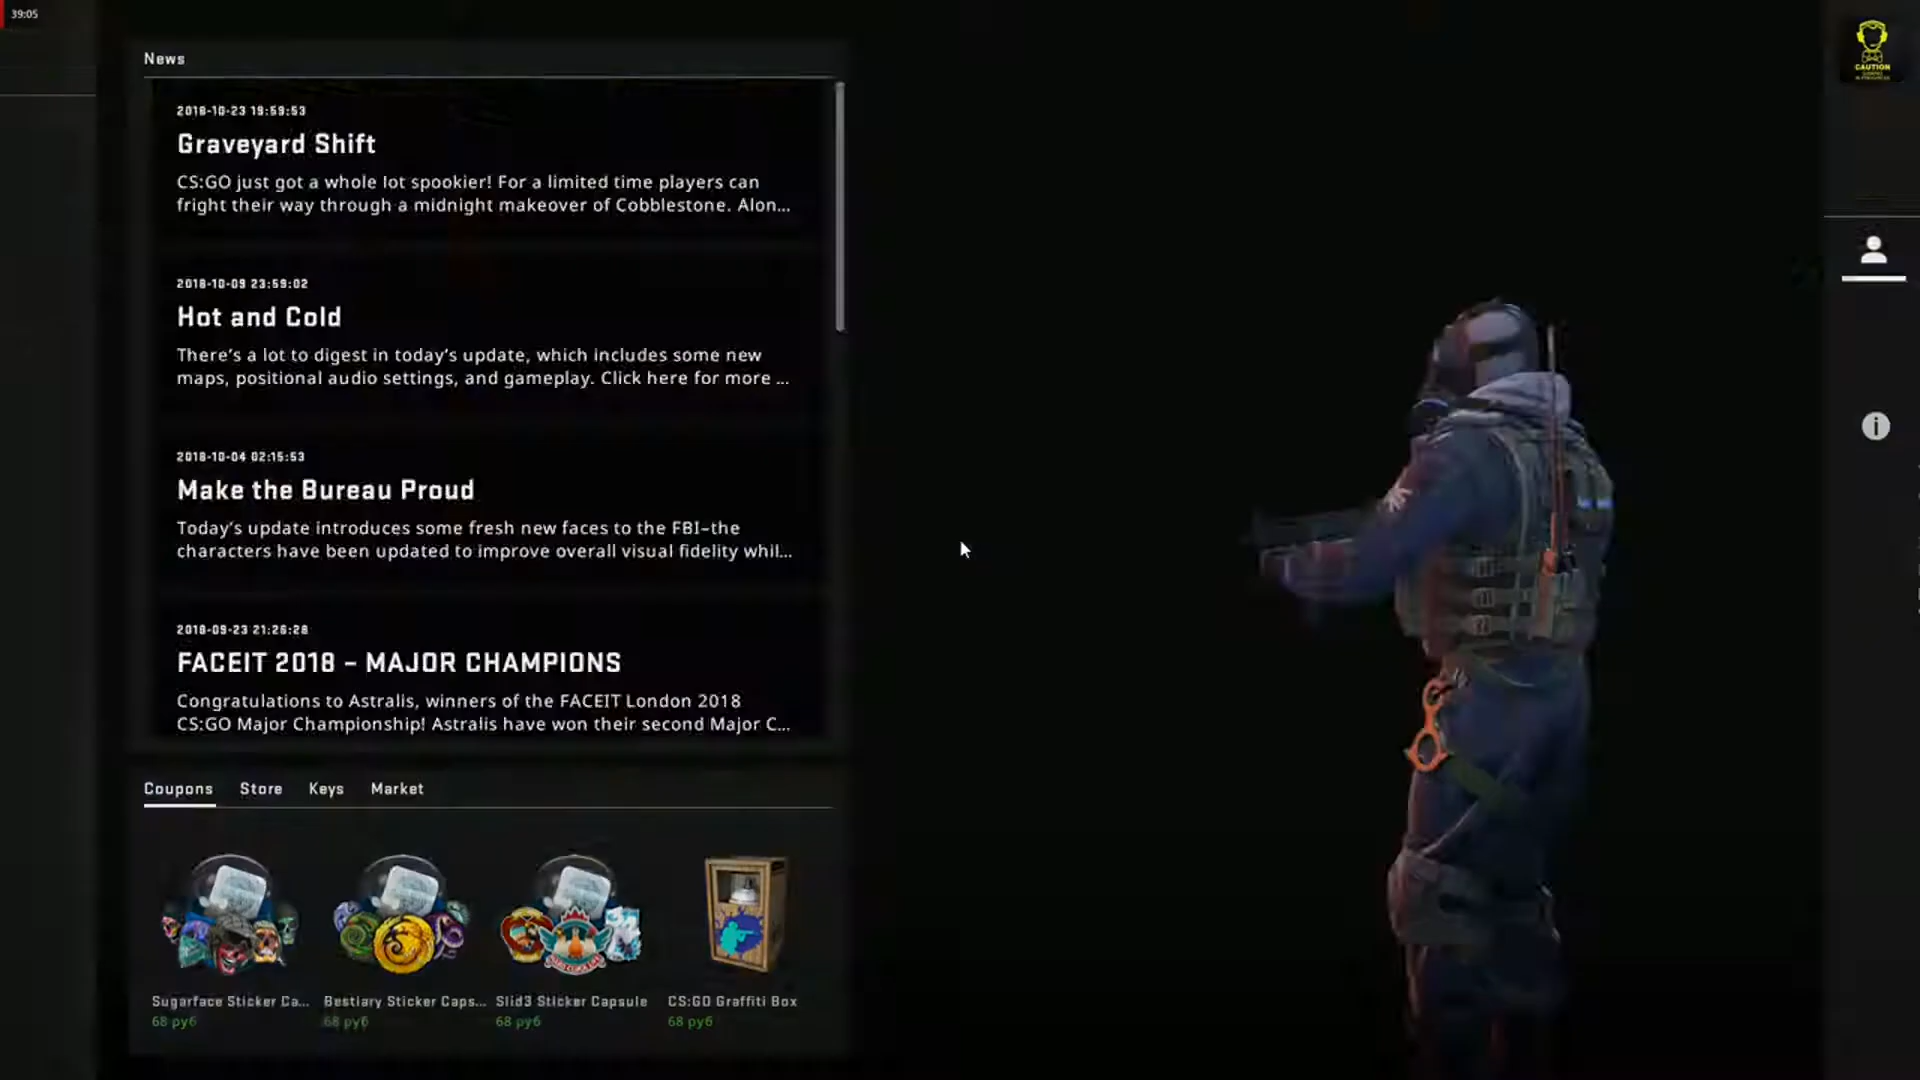 39:05
News
2018-10-23 19:59:53
Graveyard Shift
CS:GO just got a whole lot spookier! For a limited time players can
fright their way through a midnight makeover of Cobblestone. Alon...
2018-10-09 23:59:02
Hot and Cold
There's a lot to digest in today's update, which includes some new
maps, positional audio settings, and gameplay. Click here for more ...
2018-10-04 02:15:53
Make the Bureau Proud
Today's update introduces some fresh new faces to the FBI–the
characters have been updated to improve overall visual fidelity whil...
2018-09-23 21:26:28
FACEIT 2018 – MAJOR CHAMPIONS
Congratulations to Astralis, winners of the FACEIT London 2018
CS:GO Major Championship! Astralis have won their second Major C...
Coupons Store Keys Market
Sugarface Sticker Ca... Bestiary Sticker Caps... Slid3 Sticker Capsule CS:GO Graffiti Box
68 руб 68 руб 68 руб 68 руб
CAUTION